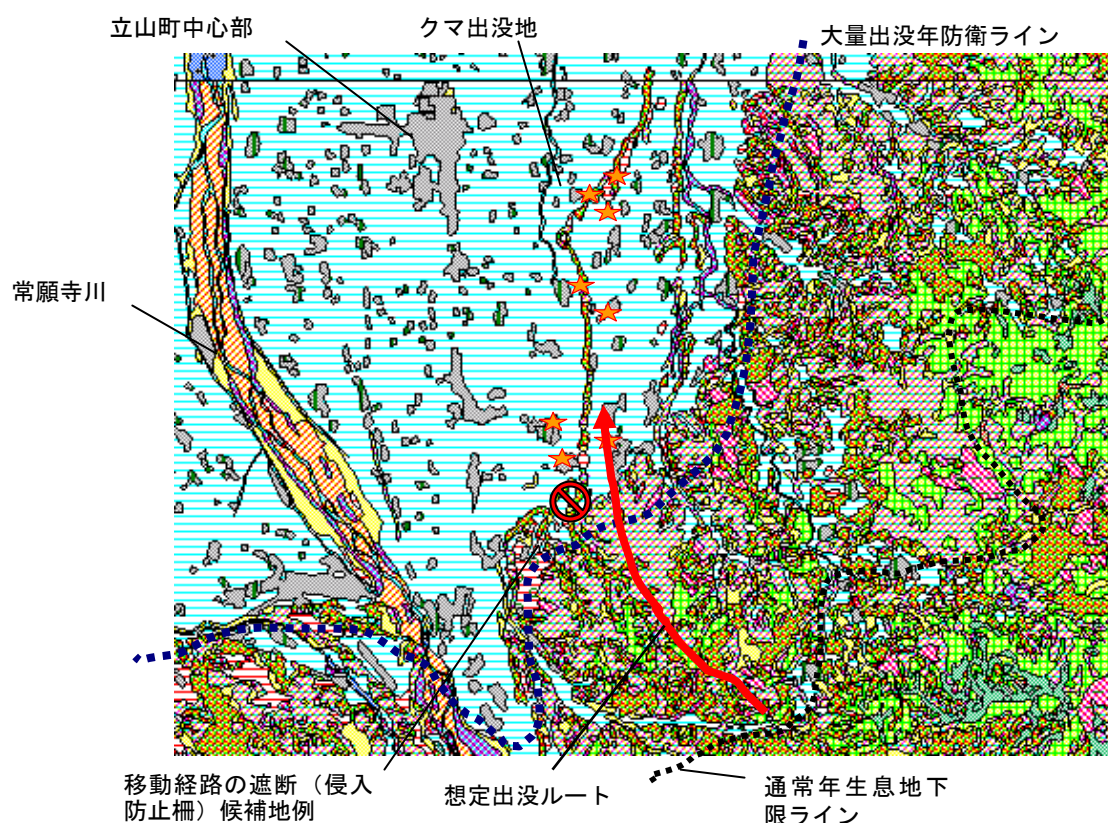 立山町中心部
クマ出没地
大量出没年防衛ライン
常願寺川
移動経路の遮断（侵入
防止柵）候補地例
想定出没ルート
通常年生息地下
限ライン